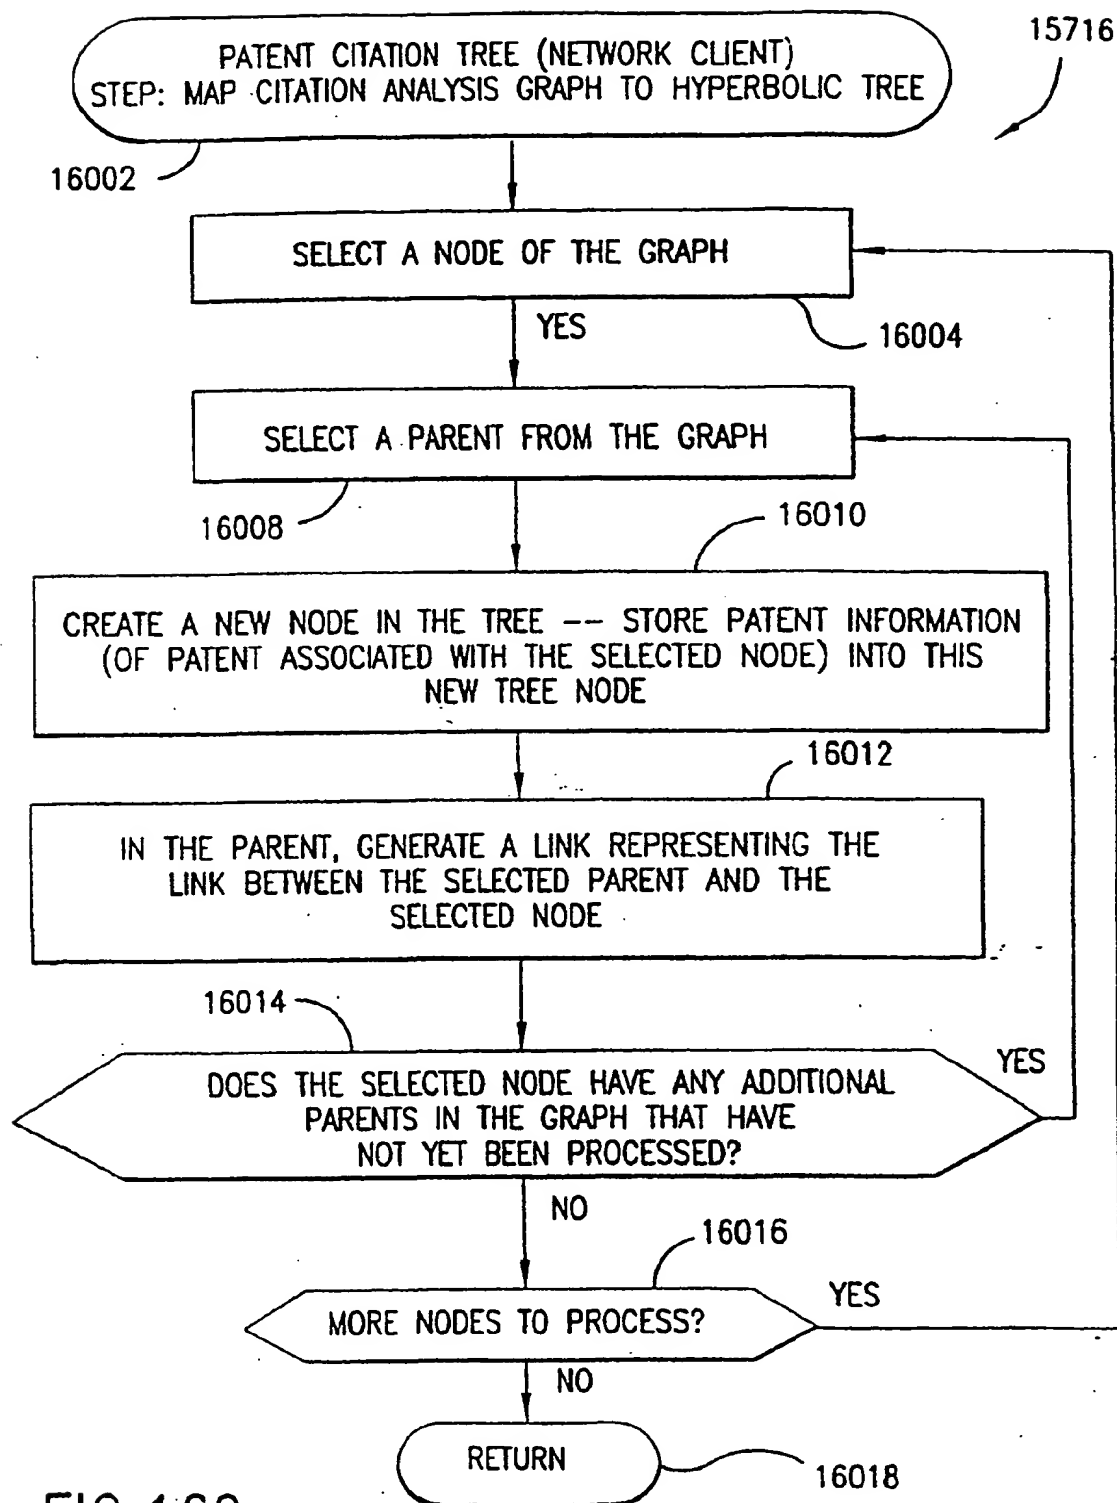 15716
PATENT CITATION TREE (NETWORK CLIENT)
STEP: MAP CITATION ANALYSIS GRAPH TO HYPERBOLIC TREE
16002
SELECT A NODE OF THE GRAPH
YES
16004
SELECT A PARENT FROM THE GRAPH
16008
16010
CREATE A NEW NODE IN THE TREE -- STORE PATENT INFORMATION
(OF PATENT ASSOCIATED WITH THE SELECTED NODE) INTO THIS
NEW TREE NODE
16012
IN THE PARENT, GENERATE A LINK REPRESENTING THE
LINK BETWEEN THE SELECTED PARENT AND THE
SELECTED NODE
16014
YES
DOES THE SELECTED NODE HAVE ANY ADDITIONAL
PARENTS IN THE GRAPH THAT HAVE
NOT YET BEEN PROCESSED?
NO
16016
YES
MORE NODES TO PROCESS?
NO
RETURN
16018